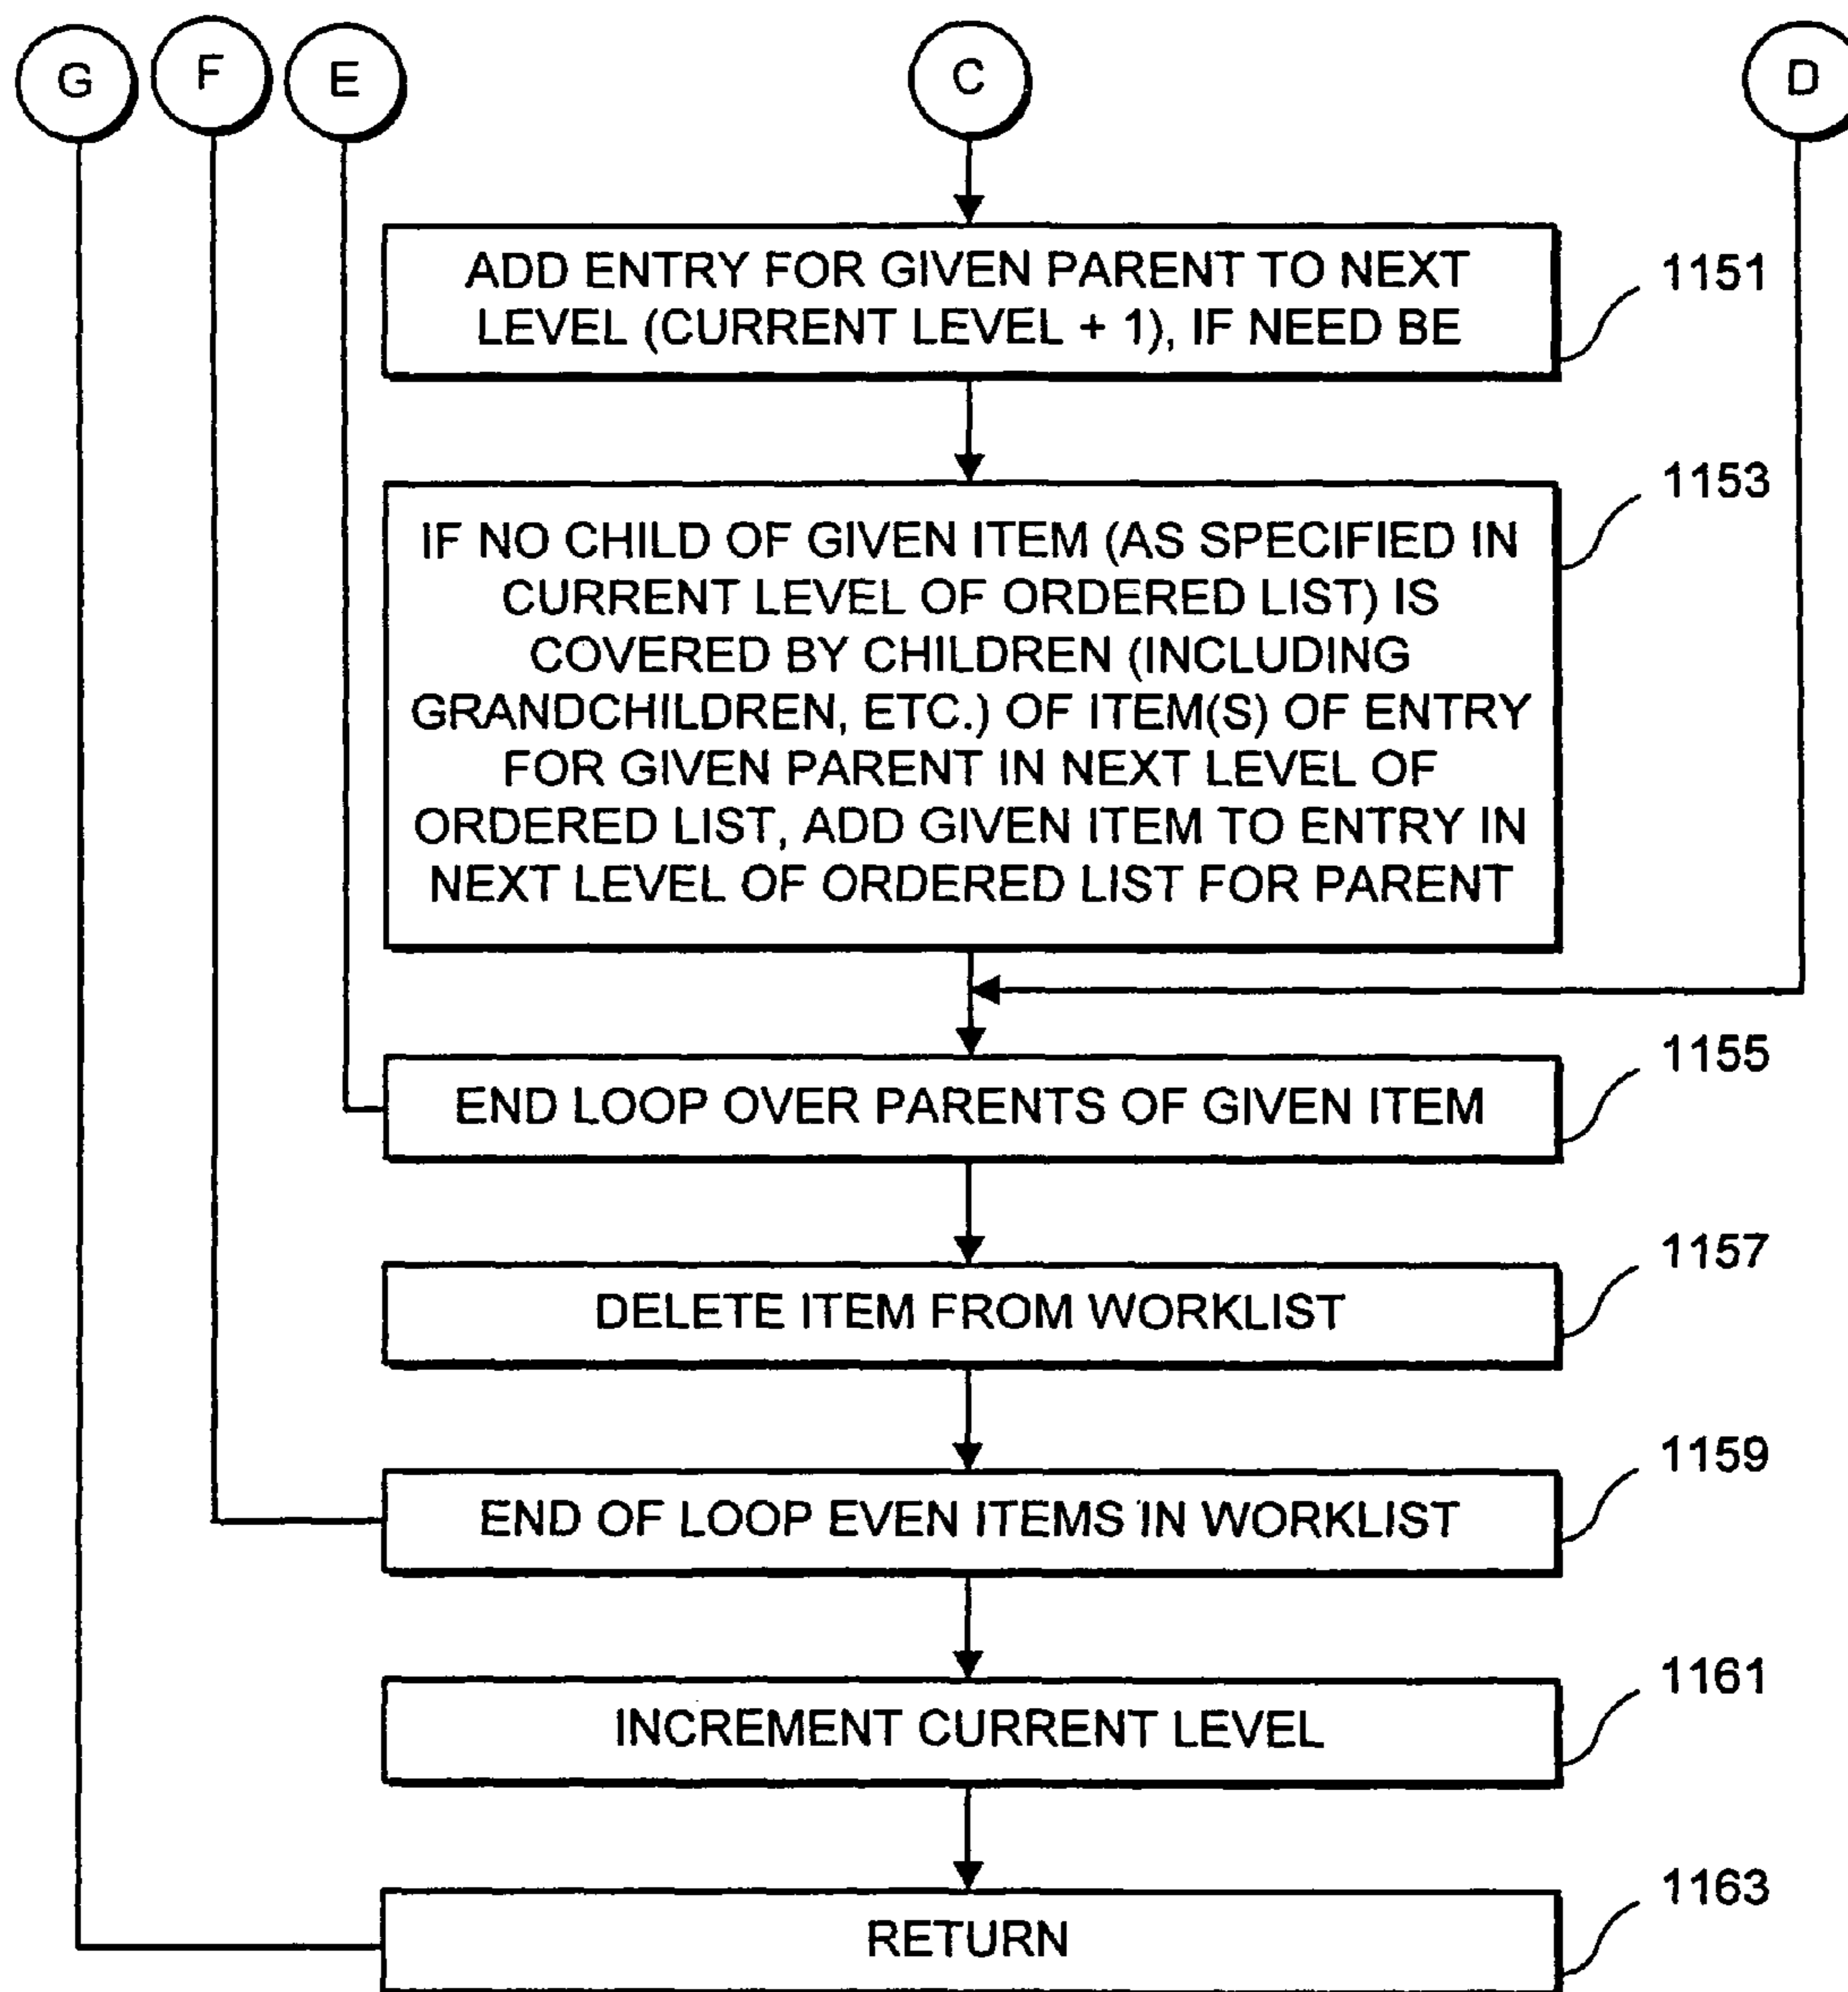 G F E C D
ADD ENTRY FOR GIVEN PARENT TO NEXT
LEVEL (CURRENT LEVEL + 1), IF NEED BE
1151
IF NO CHILD OF GIVEN ITEM (AS SPECIFIED IN
CURRENT LEVEL OF ORDERED LIST) IS
COVERED BY CHILDREN (INCLUDING
GRANDCHILDREN, ETC.) OF ITEM(S) OF ENTRY
FOR GIVEN PARENT IN NEXT LEVEL OF
ORDERED LIST, ADD GIVEN ITEM TO ENTRY IN
NEXT LEVEL OF ORDERED LIST FOR PARENT
1153
END LOOP OVER PARENTS OF GIVEN ITEM
1155
DELETE ITEM FROM WORKLIST
1157
END OF LOOP EVEN ITEMS IN WORKLIST
1159
INCREMENT CURRENT LEVEL
1161
RETURN
1163